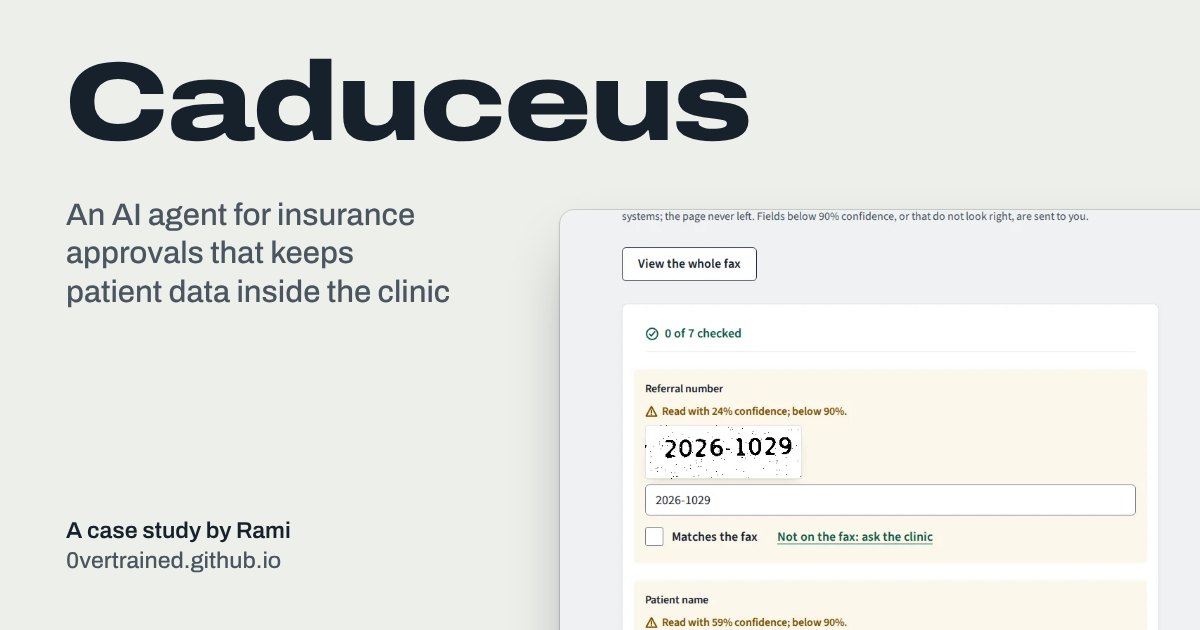 Caduceus
An AI agent for insurance
approvals that keeps
patient data inside the clinic
A case study by Rami
0vertrained.github.io
systems; the page never left. Fields below 90% confidence, or that do not look right, are sent to you.
View the whole fax
0 of 7 checked
Referral number
Read with 24% confidence; below 90%.
2026-1029
2026-1029
Matches the fax Not on the fax: ask the clinic
Patient name
Read with 59% confidence; below 90%.